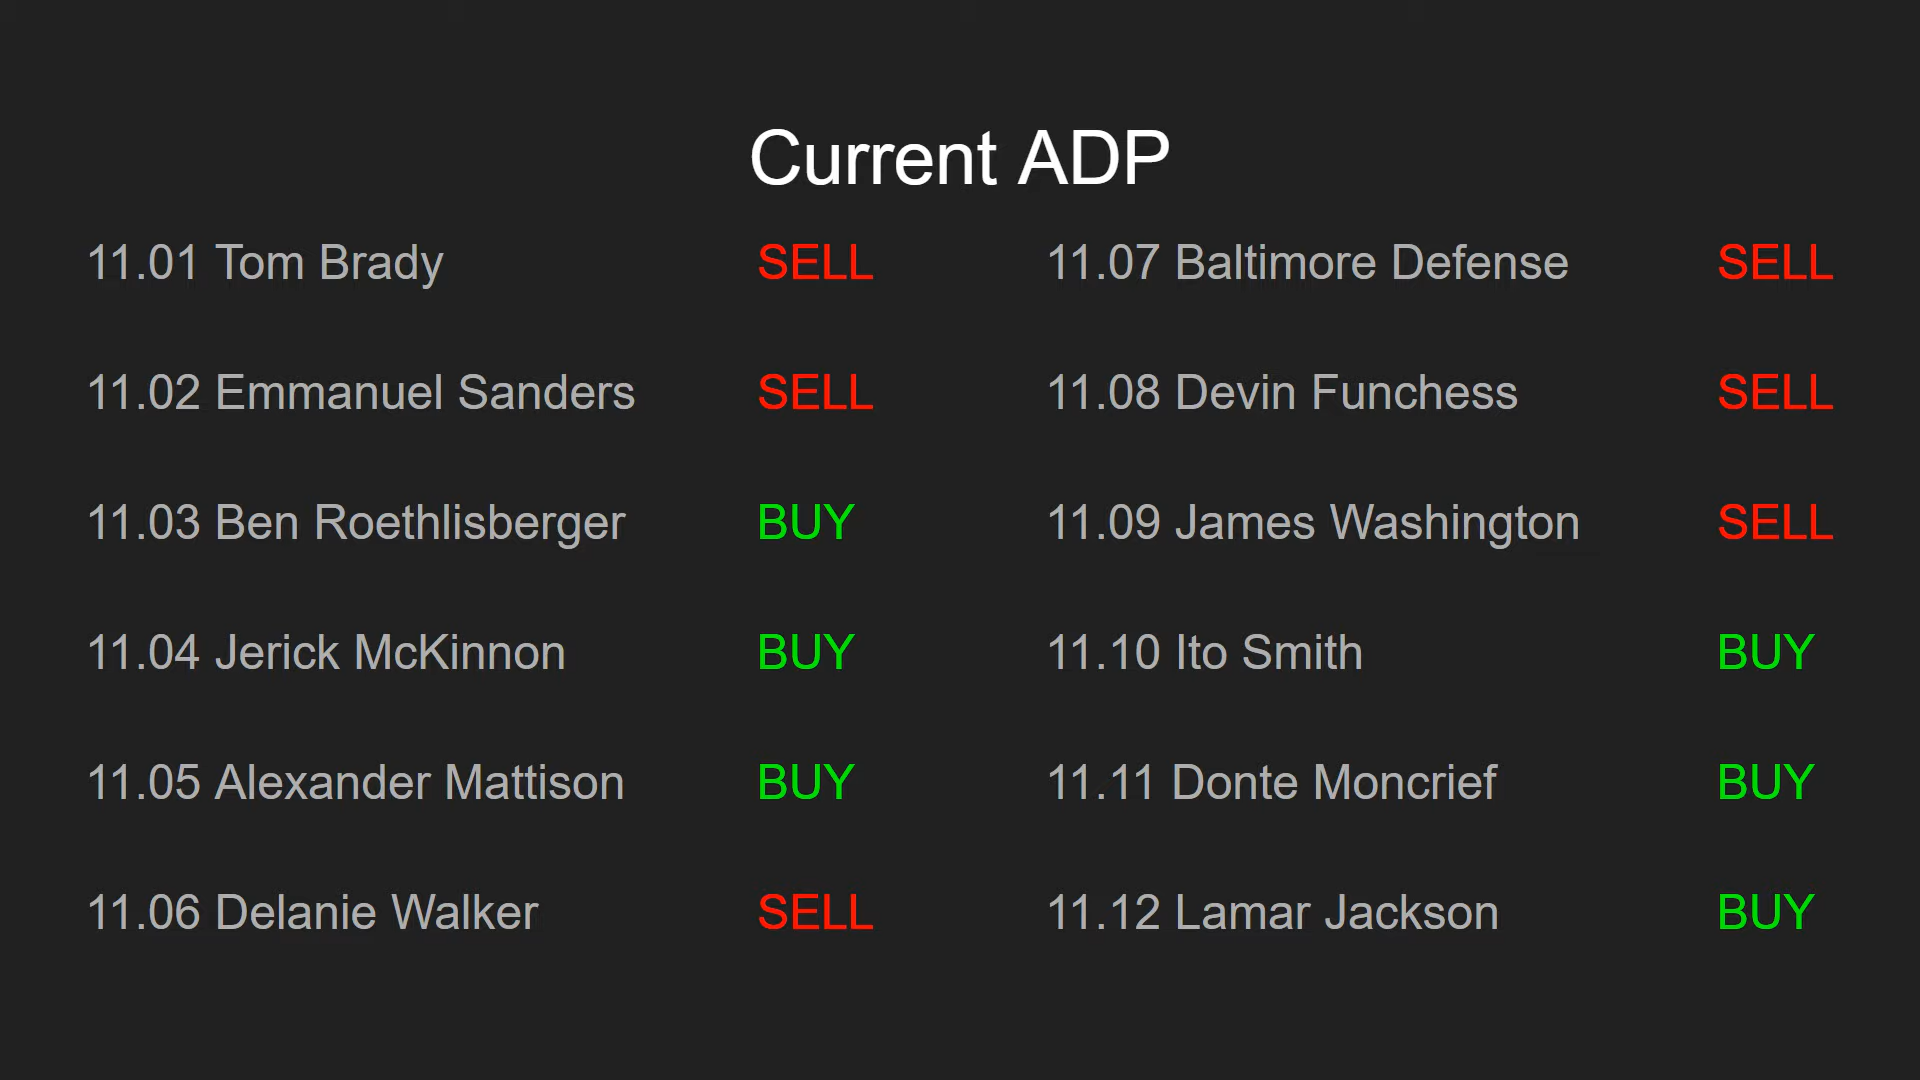 Current ADP
11.01 Tom Brady SELL
11.02 Emmanuel Sanders SELL
11.03 Ben Roethlisberger BUY
11.04 Jerick McKinnon BUY
11.05 Alexander Mattison BUY
11.06 Delanie Walker SELL
11.07 Baltimore Defense SELL
11.08 Devin Funchess SELL
11.09 James Washington SELL
11.10 Ito Smith BUY
11.11 Donte Moncrief BUY
11.12 Lamar Jackson BUY